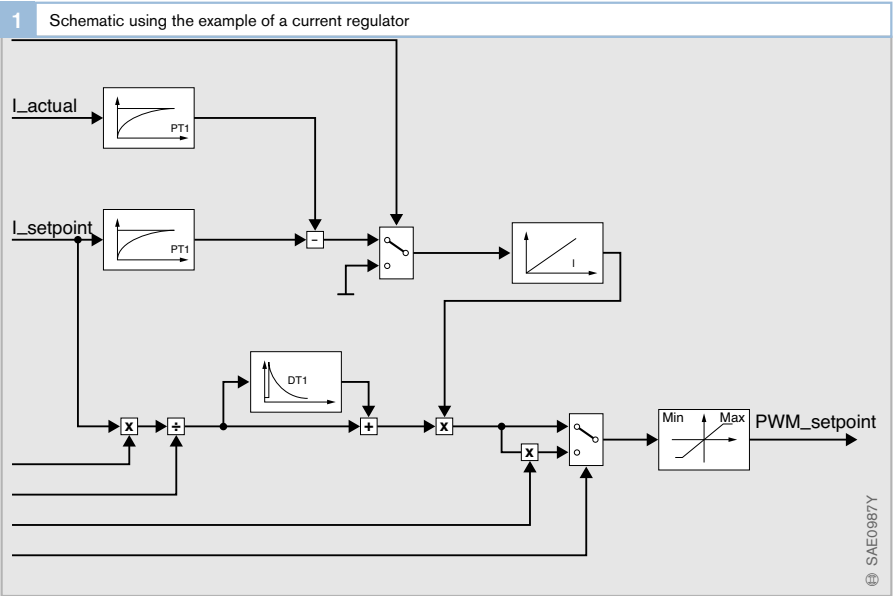 1 Schematic using the example of a current regulator
I_actual
PT1
I_setpoint
PT1
-
I
DT1
x
÷
+
x
x
Min Max
PWM_setpoint
SAE0987Y